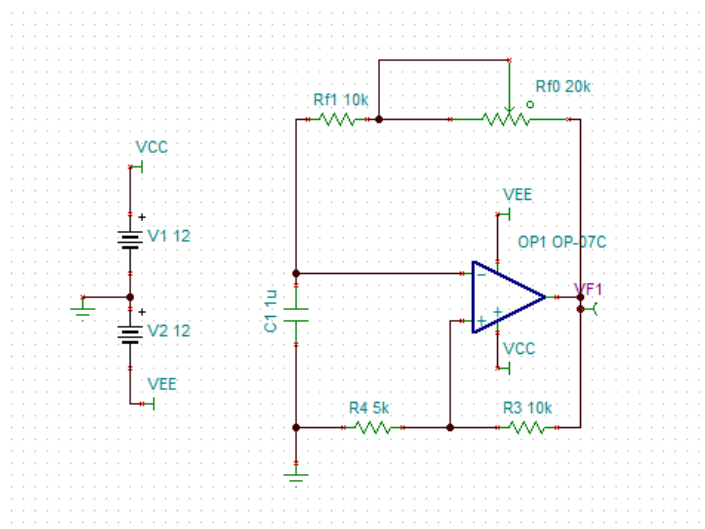 Rf1 10k
Rf0 20k
VCC
V1 12
V2 12
VEE
VEE
OP1 OP-07C
VF1
C1 1u
VCC
R4 5k
R3 10k